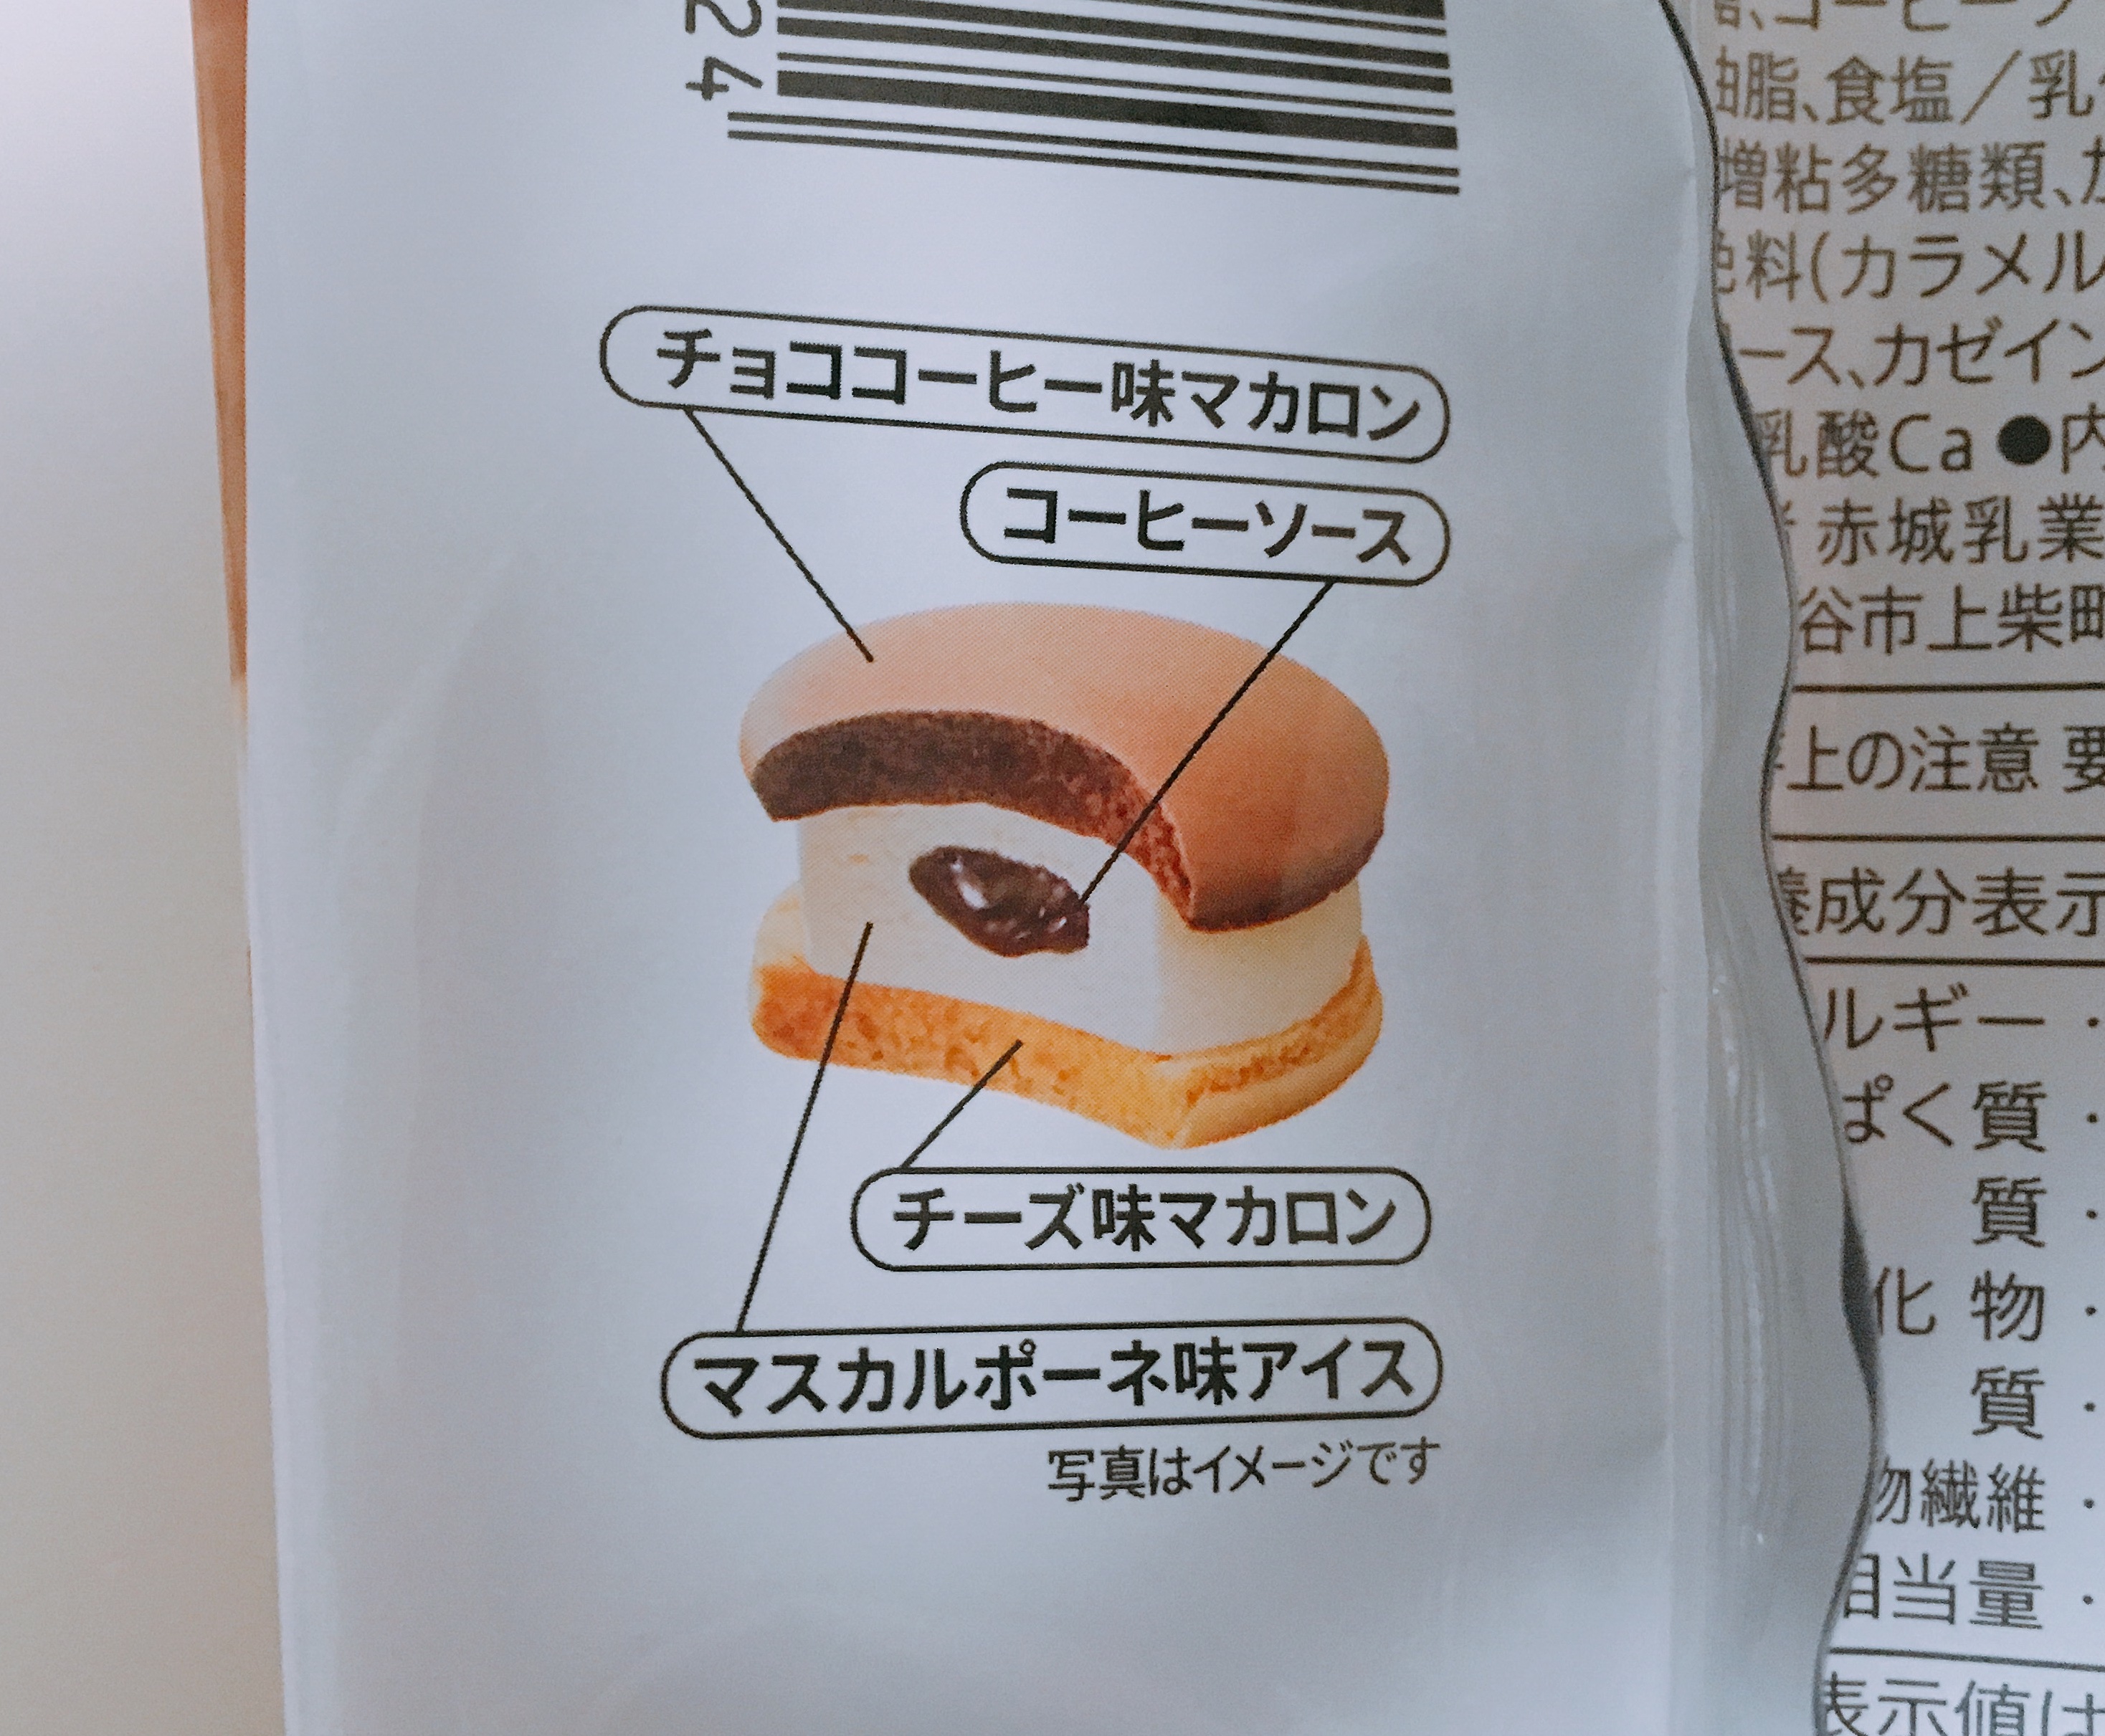 24
チョココーヒー味マカロン
コーヒーソース
チーズ味マカロン
マスカルポーネ味アイス
写真はイメージです
脂、食塩／乳
増粘多糖類、カ
料(カラメル
ース、カゼイン
乳酸Ca ●内
赤城乳業
谷市上柴町
上の注意 要
養成分表示
ルギー・
ぱく質・
質・
化物・
質・
物繊維・
相当量・
表示値は